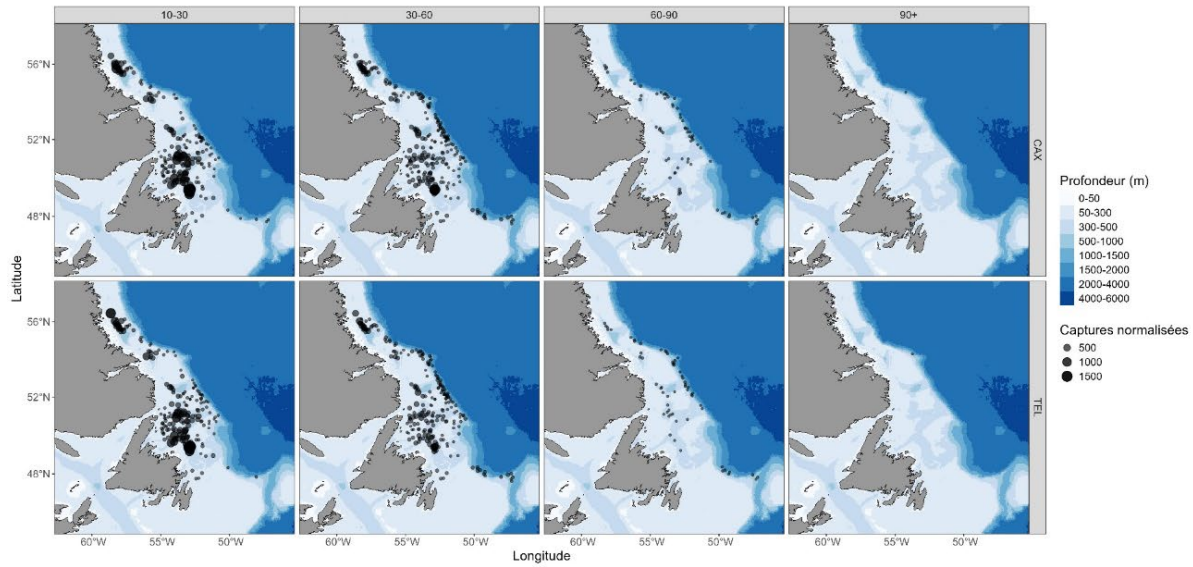 10-30
30-60
60-90
90+
56°N
52°N
48°N
CAX
56°N
52°N
48°N
TEL
Latitude
60°W
55°W
50°W
60°W
55°W
50°W
60°W
55°W
50°W
60°W
55°W
50°W
Longitude
Profondeur (m)
0-50
50-300
300-500
500-1000
1000-1500
1500-2000
2000-4000
4000-6000
Captures normalisées
500
1000
1500